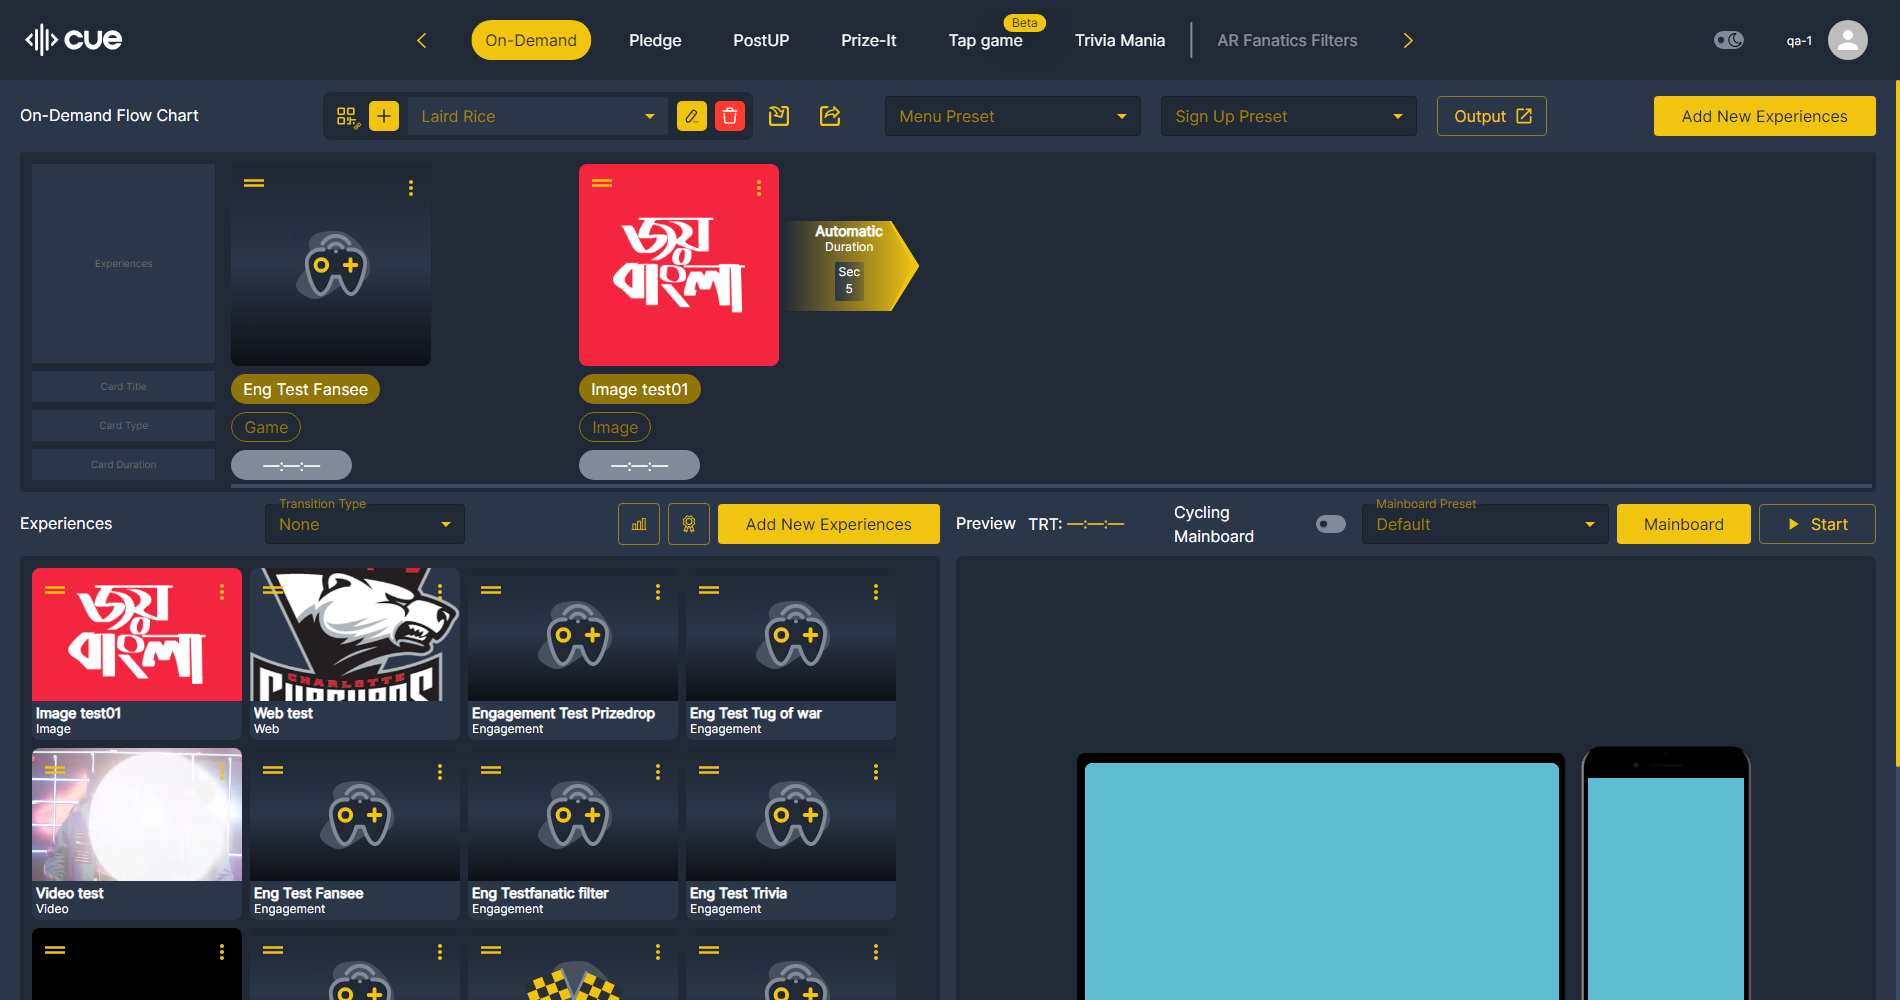 cue
On-Demand
Pledge
PostUP
Prize-It
Tap game
Beta
Trivia Mania
AR Fanatics Filters
qa-1
On-Demand Flow Chart
Laird Rice
Menu Preset
Sign Up Preset
Output
Add New Experiences
Experiences
Card Title
Card Type
Card Duration
Eng Test Fansee
Game
—:—:—
জয়
বাংলা
Image test01
Image
—:—:—
Automatic
Duration
Sec
5
Experiences
Transition Type
None
Add New Experiences
Preview
TRT: —:—:—
Cycling
Mainboard
Mainboard Preset
Default
Mainboard
Start
জয়
বাংলা
Image test01
Image
CHARLOTTE
Web test
Web
Engagement Test Prizedrop
Engagement
Eng Test Tug of war
Engagement
Video test
Video
Eng Test Fansee
Engagement
Eng Testfanatic filter
Engagement
Eng Test Trivia
Engagement